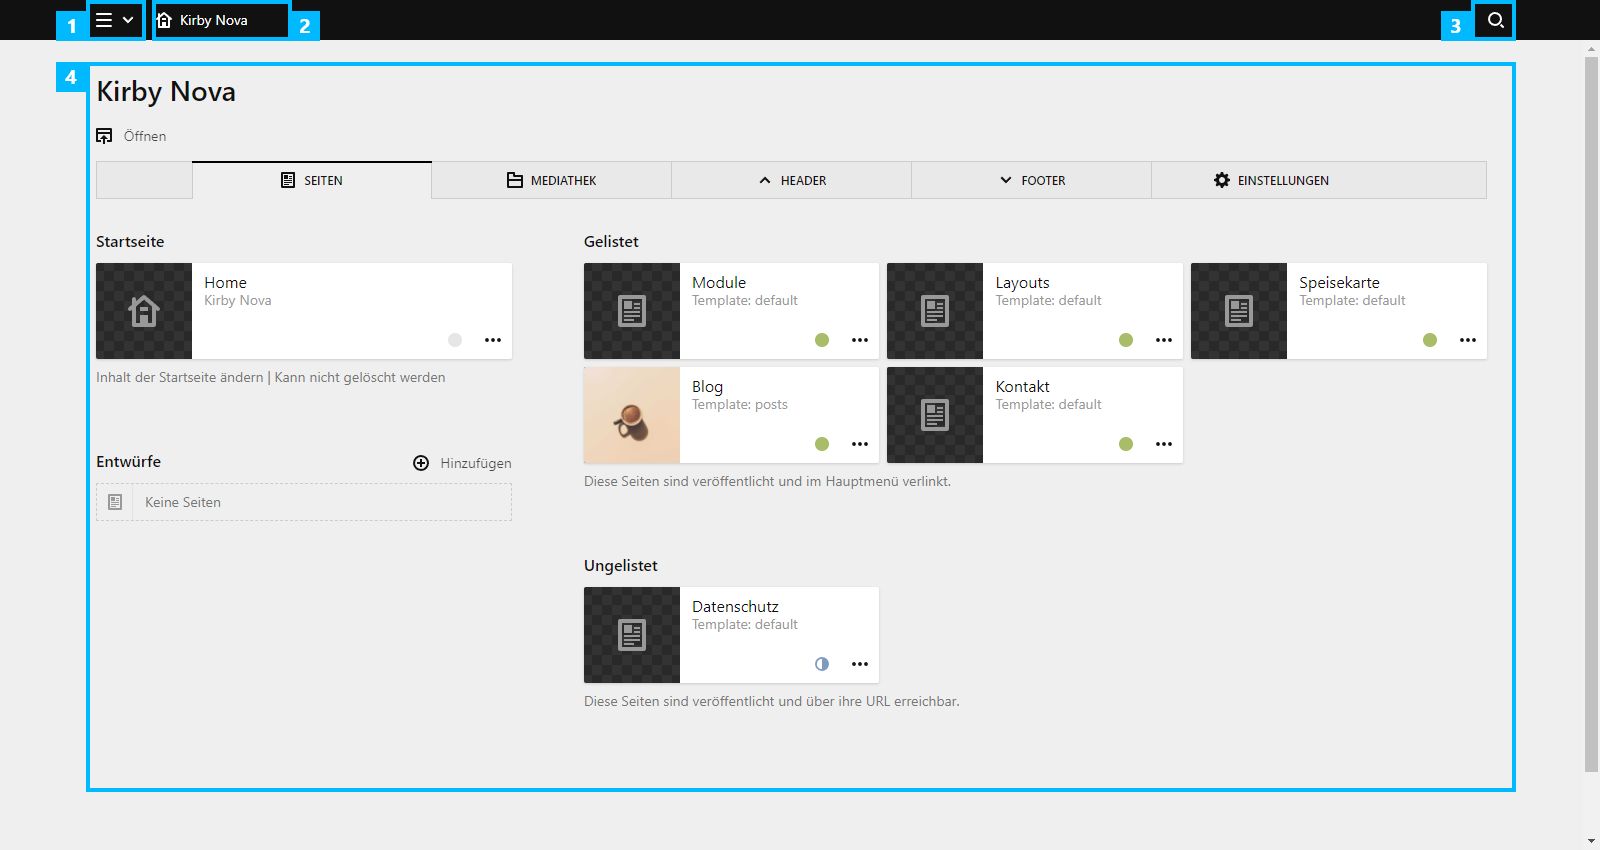 1
Kirby Nova
2
3
4
Kirby Nova
Öffnen
SEITEN
MEDIATHEK
HEADER
FOOTER
EINSTELLUNGEN
Startseite
Home
Kirby Nova
Inhalt der Startseite ändern | Kann nicht gelöscht werden
Entwürfe
Hinzufügen
Keine Seiten
Gelistet
Module
Template: default
Layouts
Template: default
Speisekarte
Template: default
Blog
Template: posts
Kontakt
Template: default
Diese Seiten sind veröffentlicht und im Hauptmenü verlinkt.
Ungelistet
Datenschutz
Template: default
Diese Seiten sind veröffentlicht und über ihre URL erreichbar.